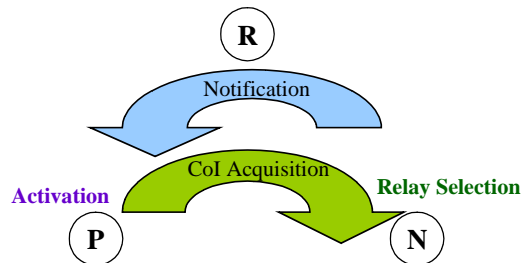 R
Notification
CoI Acquisition
Activation
Relay Selection
P
N